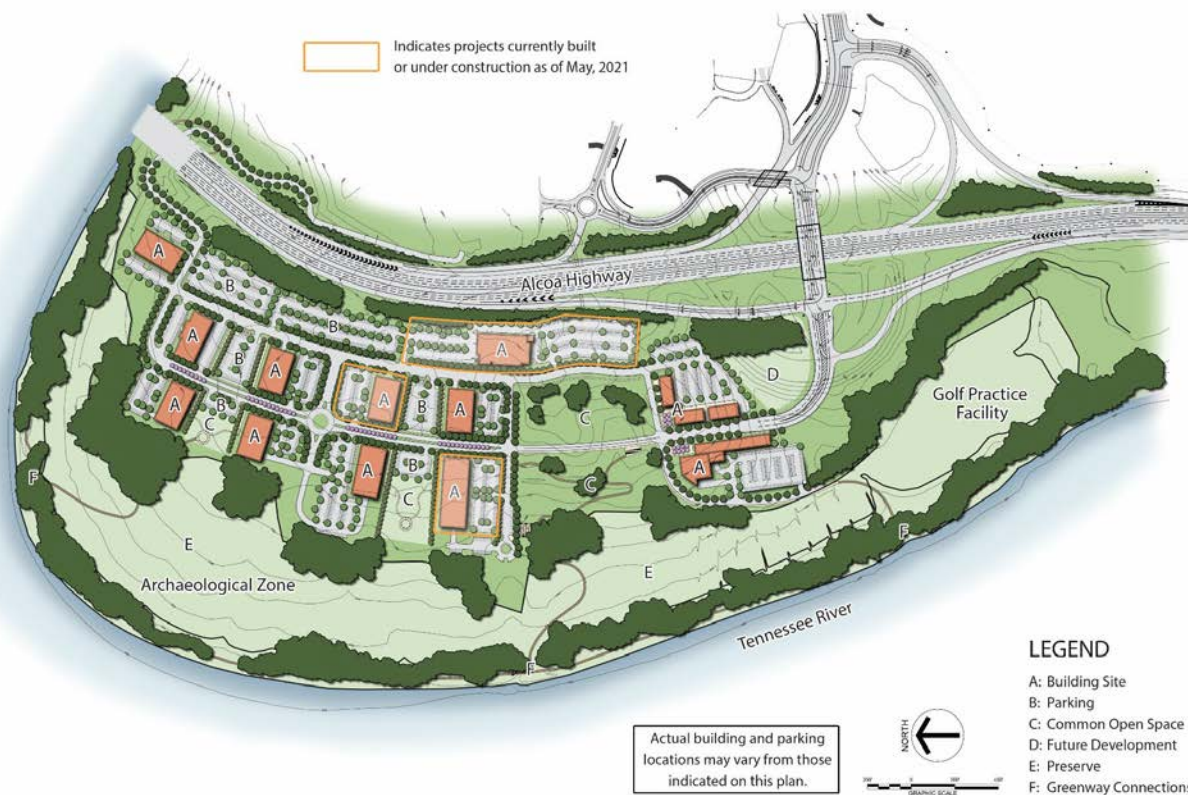 Indicates projects currently built
or under construction as of May, 2021
Alcoa Highway
A
B
B
A
A
B
A
A
B
A
C
D
A
Golf Practice
Facility
A
B
C
A
A
B
A
A
C
C
F
E
F
E
Archaeological Zone
Tennessee River
F
Actual building and parking
locations may vary from those
indicated on this plan.
NORTH
GRAPHIC SCALE
LEGEND
A: Building Site
B: Parking
C: Common Open Space
D: Future Development
E: Preserve
F: Greenway Connections